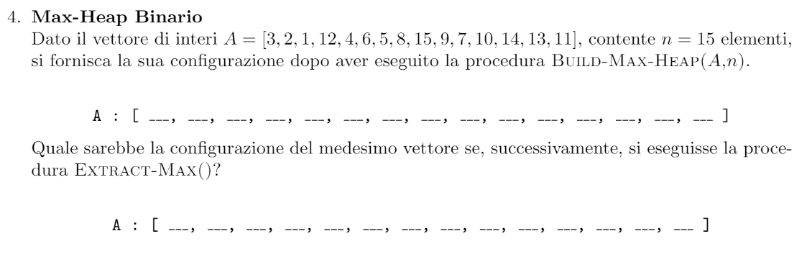 4. Max-Heap Binario
Dato il vettore di interi A = [3, 2, 1, 12, 4, 6, 5, 8, 15, 9, 7, 10, 14, 13, 11], contente n = 15 elementi,
si fornisca la sua configurazione dopo aver eseguito la procedura BUILD-MAX-HEAP(A,n).
A : [ ___, ___, ___, ___, ___, ___, ___, ___, ___, ___, ___, ___, ___, ___, ___ ]
Quale sarebbe la configurazione del medesimo vettore se, successivamente, si eseguisse la proce-
dura EXTRACT-MAX()?
A : [ ___, ___, ___, ___, ___, ___, ___, ___, ___, ___, ___, ___, ___, ___ ]